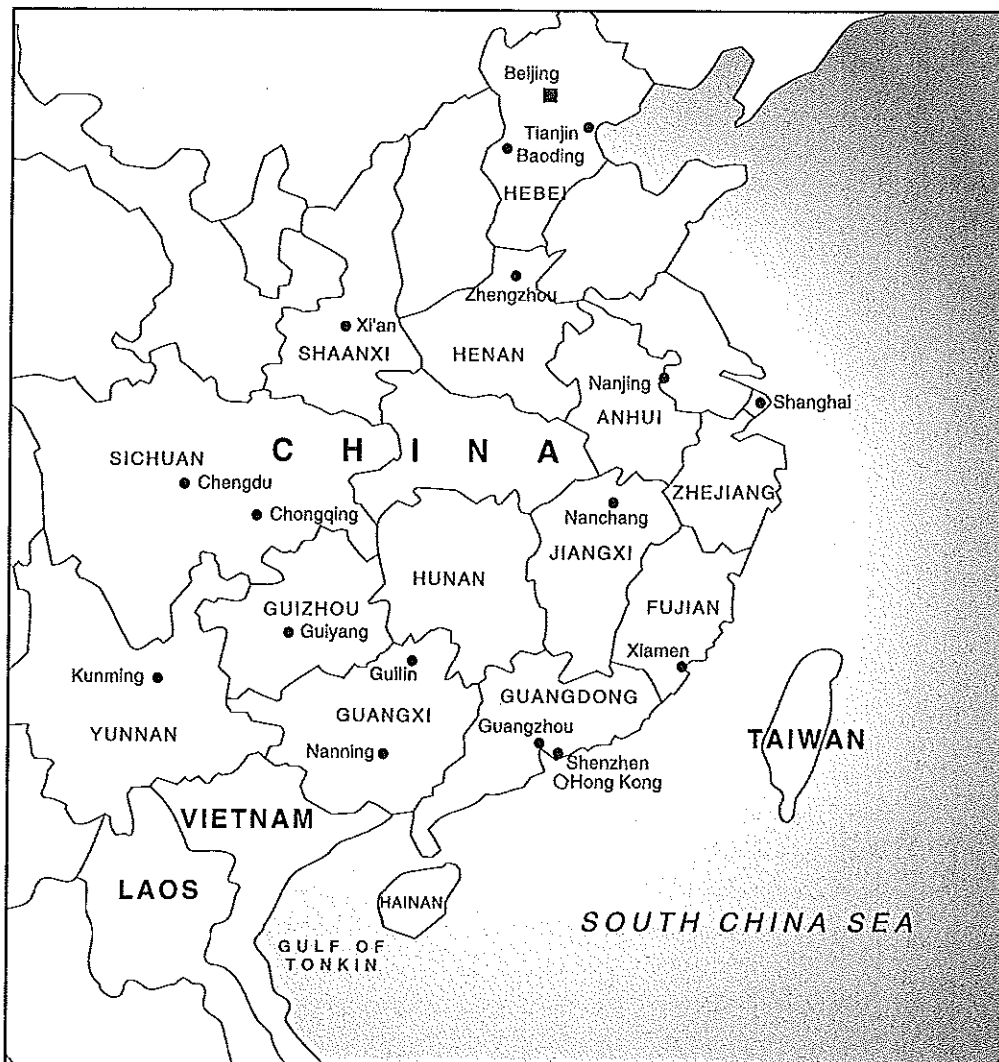 Beijing
Tianjin
Baoding
HEBEI
Zhengzhou
Xi'an
SHAANXI
HENAN
Nanjing
ANHUI
Shanghai
CHINA
SICHUAN
Chengdu
Chongqing
ZHEJIANG
Nanchang
JIANGXI
HUNAN
GUIZHOU
Guiyang
FUJIAN
Xiamen
Kunming
Guilin
GUANGXI
GUANGDONG
Guangzhou
YUNNAN
Nanning
Shenzhen
Hong Kong
TAIWAN
VIETNAM
LAOS
HAINAN
SOUTH CHINA SEA
GULF OF
TONKIN